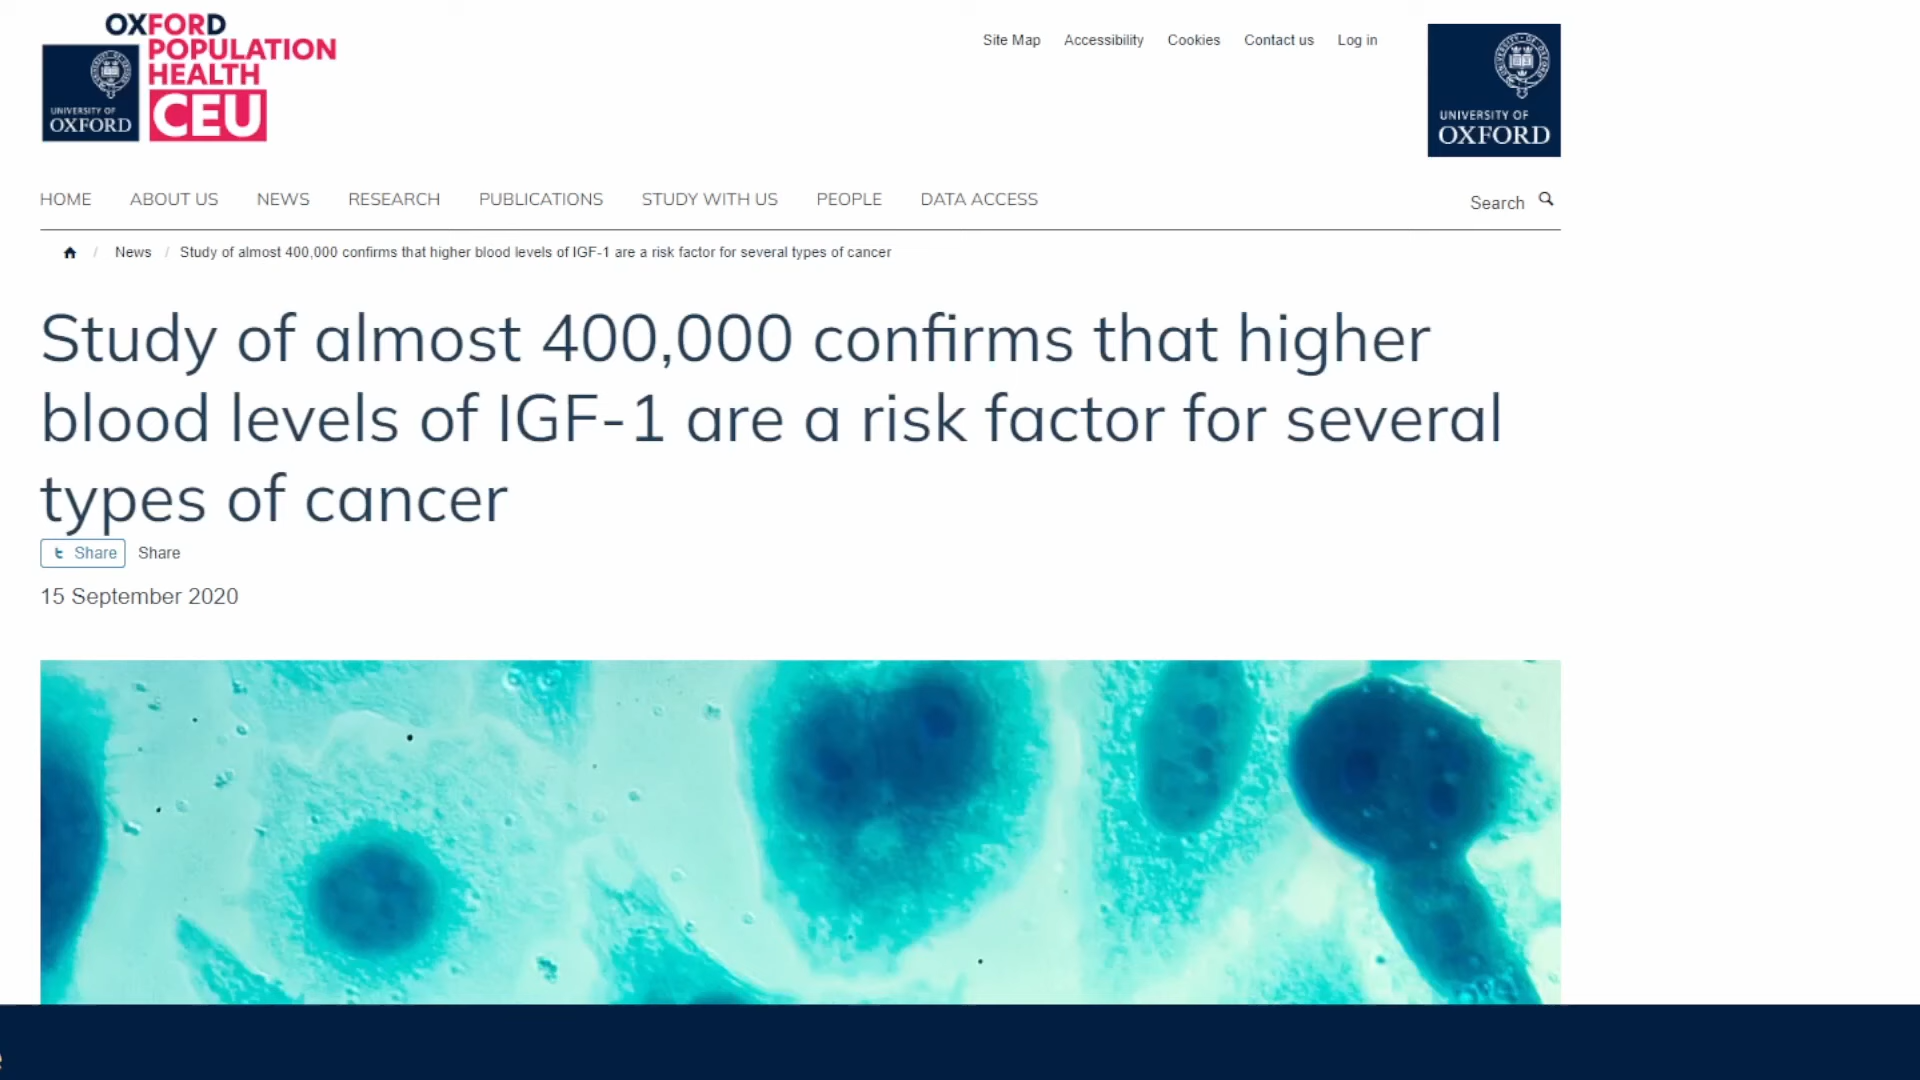 OXFORD
POPULATION
HEALTH
CEU
UNIVERSITY OF
OXFORD
Site Map Accessibility Cookies Contact us Log in
UNIVERSITY OF
OXFORD
HOME ABOUT US NEWS RESEARCH PUBLICATIONS STUDY WITH US PEOPLE DATA ACCESS
Search
/ News / Study of almost 400,000 confirms that higher blood levels of IGF-1 are a risk factor for several types of cancer
Study of almost 400,000 confirms that higher
blood levels of IGF-1 are a risk factor for several
types of cancer
Share Share
15 September 2020